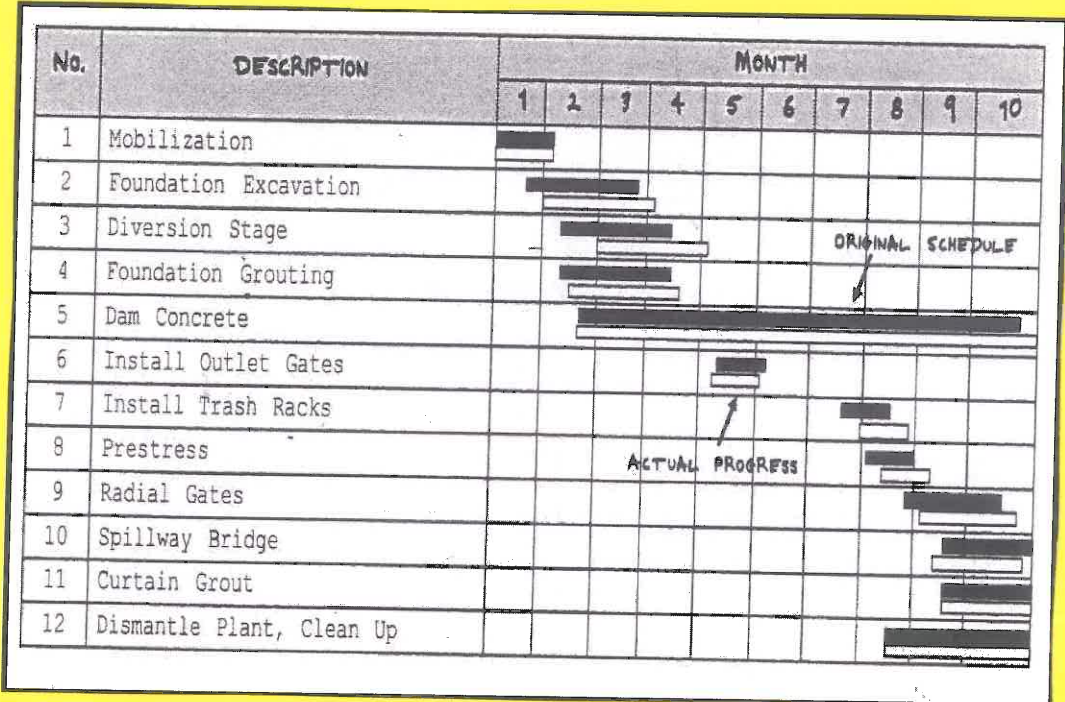 No. DESCRIPTION MONTH
1 2 3 4 5 6 7 8 9 10
1 Mobilization
2 Foundation Excavation
3 Diversion Stage
ORIGINAL SCHEDULE
4 Foundation Grouting
5 Dam Concrete
6 Install Outlet Gates
7 Install Trash Racks
8 Prestress
ACTUAL PROGRESS
9 Radial Gates
10 Spillway Bridge
11 Curtain Grout
12 Dismantle Plant, Clean Up